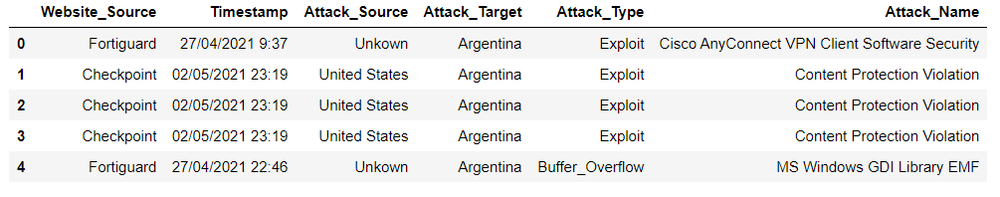 Website_Source Timestamp Attack_Source Attack_Target Attack_Type Attack_Name
0 Fortiguard 27/04/2021 9:37 Unkown Argentina Exploit Cisco AnyConnect VPN Client Software Security
1 Checkpoint 02/05/2021 23:19 United States Argentina Exploit Content Protection Violation
2 Checkpoint 02/05/2021 23:19 United States Argentina Exploit Content Protection Violation
3 Checkpoint 02/05/2021 23:19 United States Argentina Exploit Content Protection Violation
4 Fortiguard 27/04/2021 22:46 Unkown Argentina Buffer_Overflow MS Windows GDI Library EMF